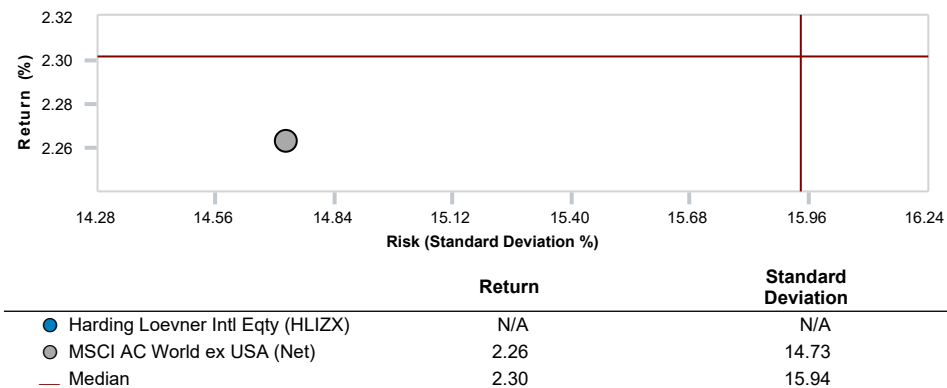 2.32
2.30
2.28
2.26
Return (%)
14.28 14.56 14.84 15.12 15.40 15.68 15.96 16.24
Risk (Standard Deviation %)
Return Standard Deviation
Harding Loevner Intl Eqty (HLIZX) N/A N/A
MSCI AC World ex USA (Net) 2.26 14.73
Median 2.30 15.94